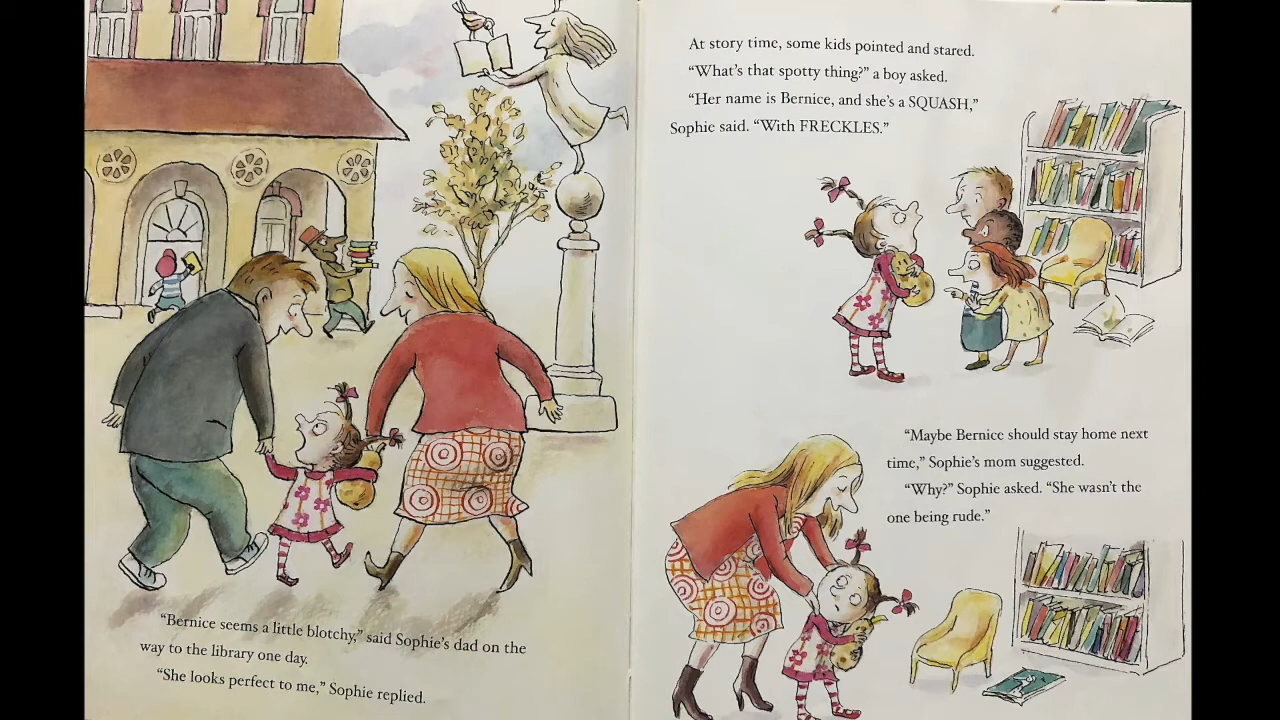 “Bernice seems a little blotchy,” said Sophie’s dad on the
way to the library one day.
“She looks perfect to me,” Sophie replied.
At story time, some kids pointed and stared.
“What’s that spotty thing?” a boy asked.
“Her name is Bernice, and she’s a SQUASH,”
Sophie said. “With FRECKLES.”
“Maybe Bernice should stay home next
time,” Sophie’s mom suggested.
“Why?” Sophie asked. “She wasn’t the
one being rude.”